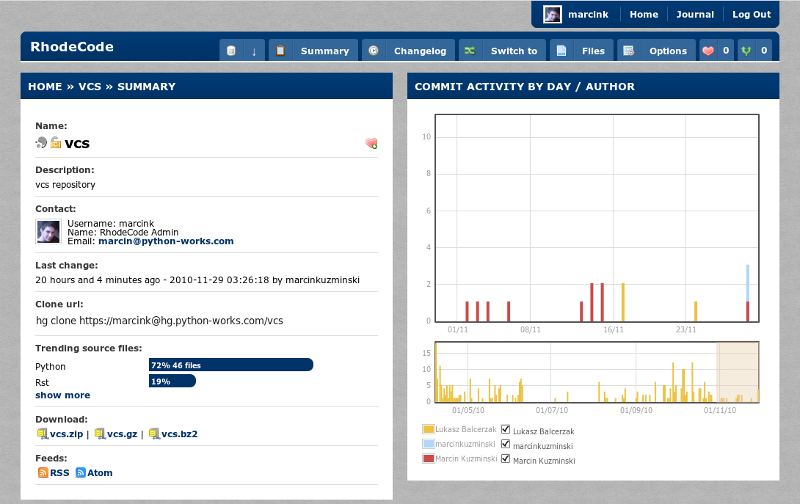 marcink Home Journal Log Out
RhodeCode
↓ Summary Changelog Switch to Files Options 0 0
HOME » VCS » SUMMARY
Name:
vcs
Description:
vcs repository
Contact:
Username: marcink
Name: RhodeCode Admin
Email: marcin@python-works.com
Last change:
20 hours and 4 minutes ago - 2010-11-29 03:26:18 by marcinkuzminski
Clone url:
hg clone https://marcink@hg.python-works.com/vcs
Trending source files:
Python 72% 46 files
Rst 19%
show more
Download:
vcs.zip | vcs.gz | vcs.bz2
Feeds:
RSS Atom
COMMIT ACTIVITY BY DAY / AUTHOR
10
8
6
4
2
0
01/11 08/11 16/11 23/11
15
10
5
0
01/05/10 01/07/10 01/09/10 01/11/10
Lukasz Balcerzak Lukasz Balcerzak
marcinkuzminski marcinkuzminski
Marcin Kuzminski Marcin Kuzminski